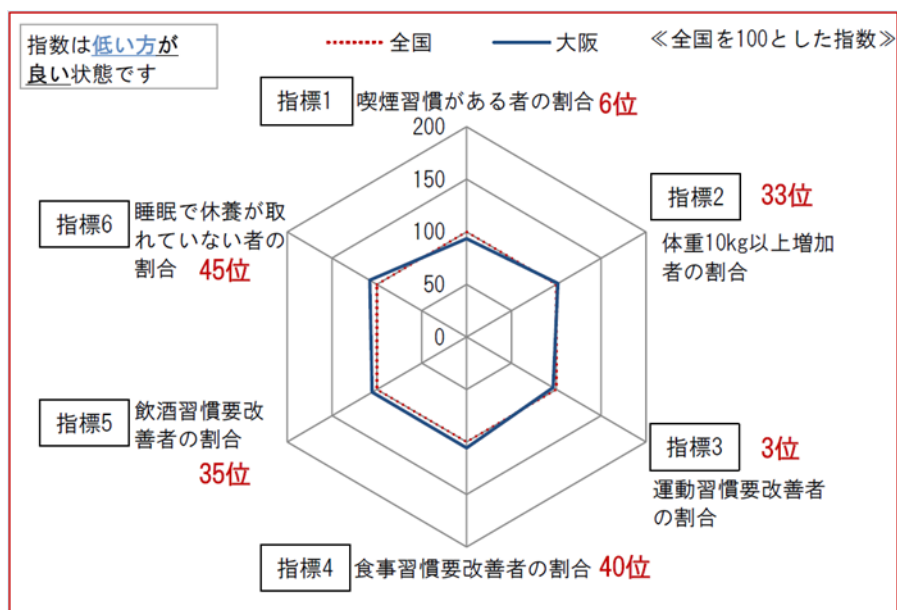 指数は低い方が
良い状態です
全国
大阪
≪全国を100とした指数≫
指標1
喫煙習慣がある者の割合
6位
200
150
100
50
0
指標2
33位
体重10kg以上増加
者の割合
指標3
3位
運動習慣要改善者
の割合
指標4
食事習慣要改善者の割合
40位
指標5
飲酒習慣要改
善者の割合
35位
指標6
睡眠で休養が取
れていない者の
割合
45位